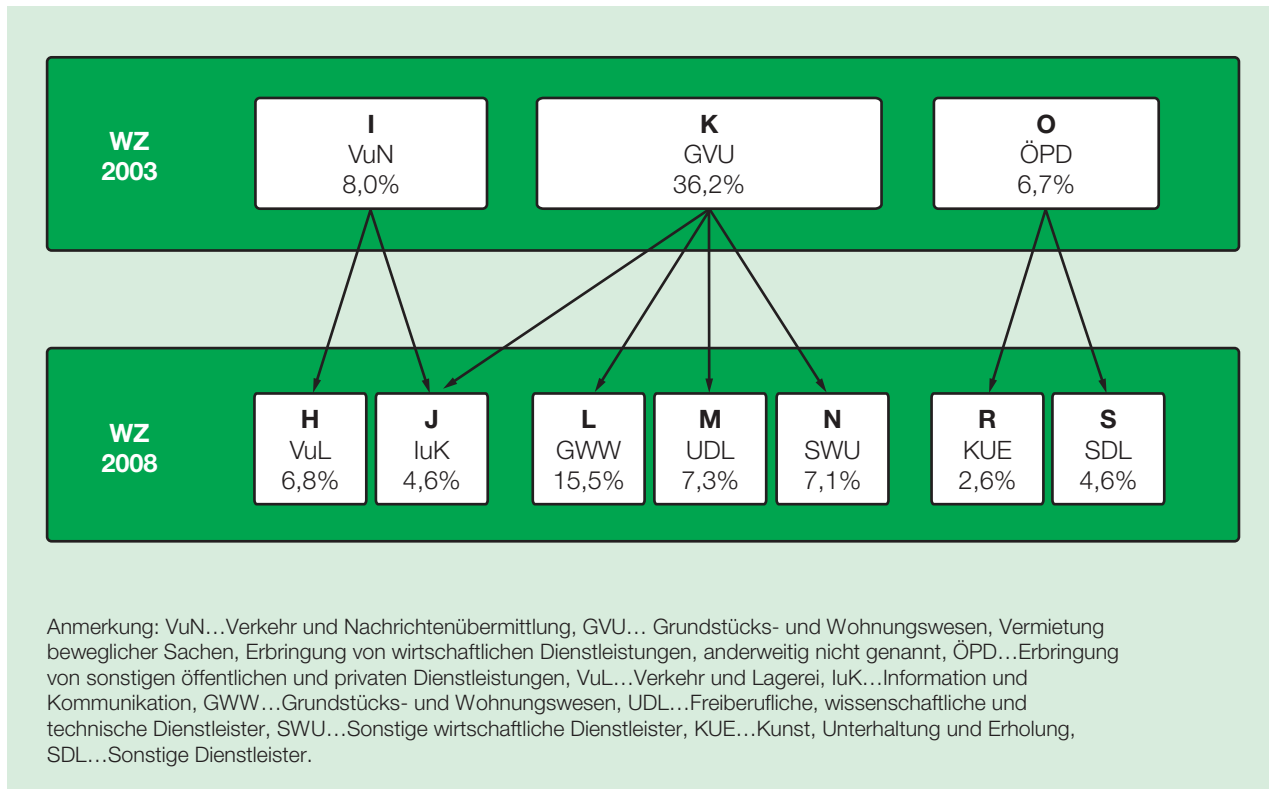 WZ
2003
I
VuN
8,0%
K
GVU
36,2%
O
ÖPD
6,7%
WZ
2008
H
VuL
6,8%
J
IuK
4,6%
L
GWW
15,5%
M
UDL
7,3%
N
SWU
7,1%
R
KUE
2,6%
S
SDL
4,6%
Anmerkung: VuN…Verkehr und Nachrichtenübermittlung, GVU… Grundstücks- und Wohnungswesen, Vermietung
beweglicher Sachen, Erbringung von wirtschaftlichen Dienstleistungen, anderweitig nicht genannt, ÖPD…Erbringung
von sonstigen öffentlichen und privaten Dienstleistungen, VuL…Verkehr und Lagerei, IuK…Information und
Kommunikation, GWW…Grundstücks- und Wohnungswesen, UDL…Freiberufliche, wissenschaftliche und
technische Dienstleister, SWU…Sonstige wirtschaftliche Dienstleister, KUE…Kunst, Unterhaltung und Erholung,
SDL…Sonstige Dienstleister.